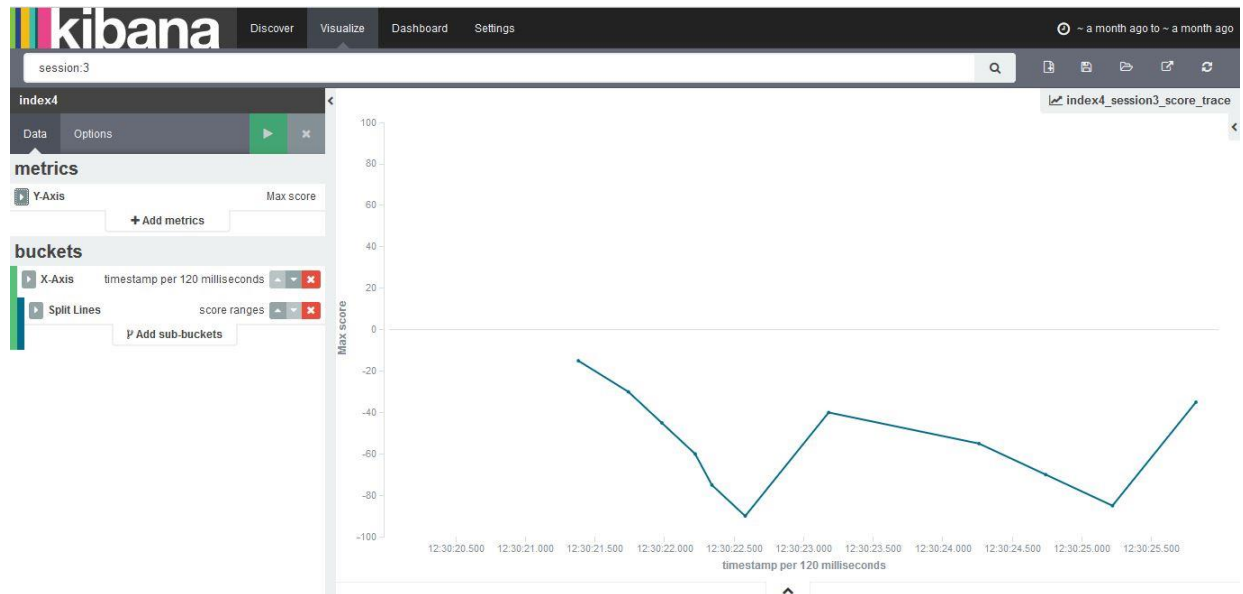 kibana
Discover Visualize Dashboard Settings ~ a month ago to ~ a month ago
session:3
index4
Data Options
metrics
Y-Axis Max score
+ Add metrics
buckets
X-Axis timestamp per 120 milliseconds
Split Lines score ranges
Add sub-buckets
index4_session3_score_trace
100
80
60
40
20
0
-20
-40
-60
-80
-100
Max score
12:30:20.500 12:30:21.000 12:30:21.500 12:30:22.000 12:30:22.500 12:30:23.000 12:30:23.500 12:30:24.000 12:30:24.500 12:30:25.000 12:30:25.500
timestamp per 120 milliseconds